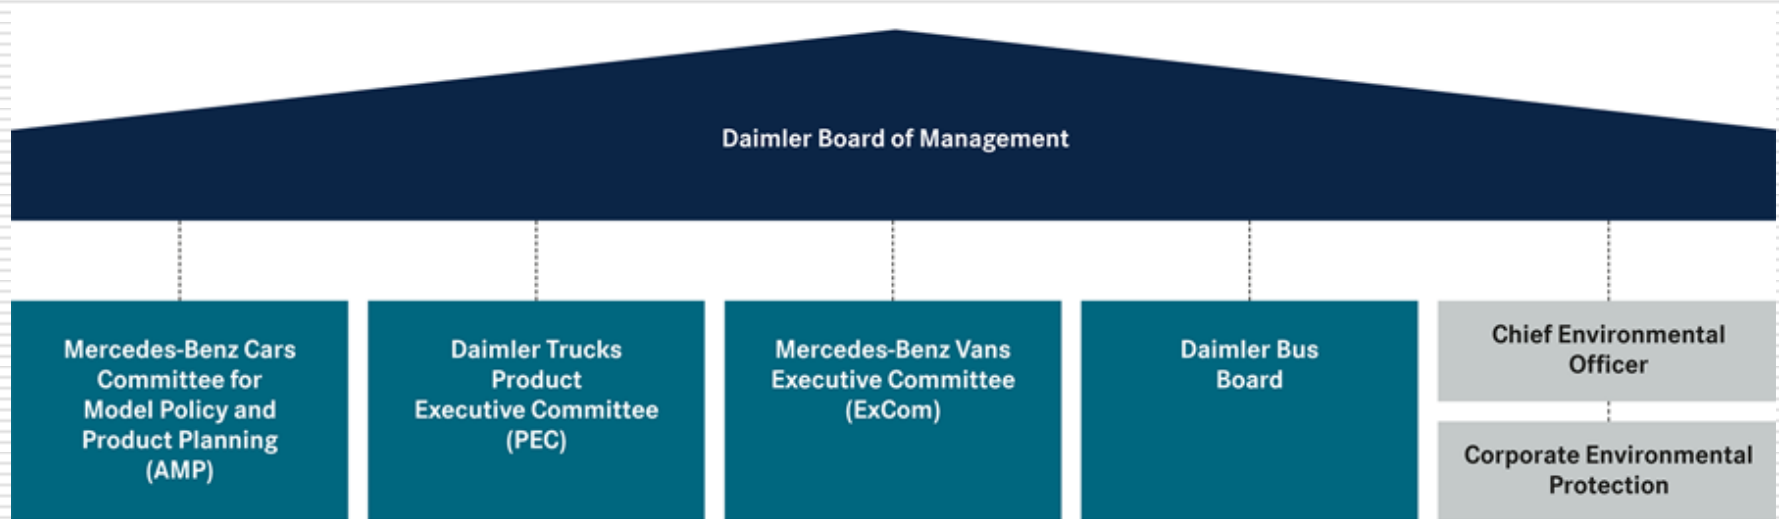 Daimler Board of Management
Mercedes-Benz Cars
Committee for
Model Policy and
Product Planning
(AMP)
Daimler Trucks
Product
Executive Committee
(PEC)
Mercedes-Benz Vans
Executive Committee
(ExCom)
Daimler Bus
Board
Chief Environmental
Officer
Corporate Environmental
Protection